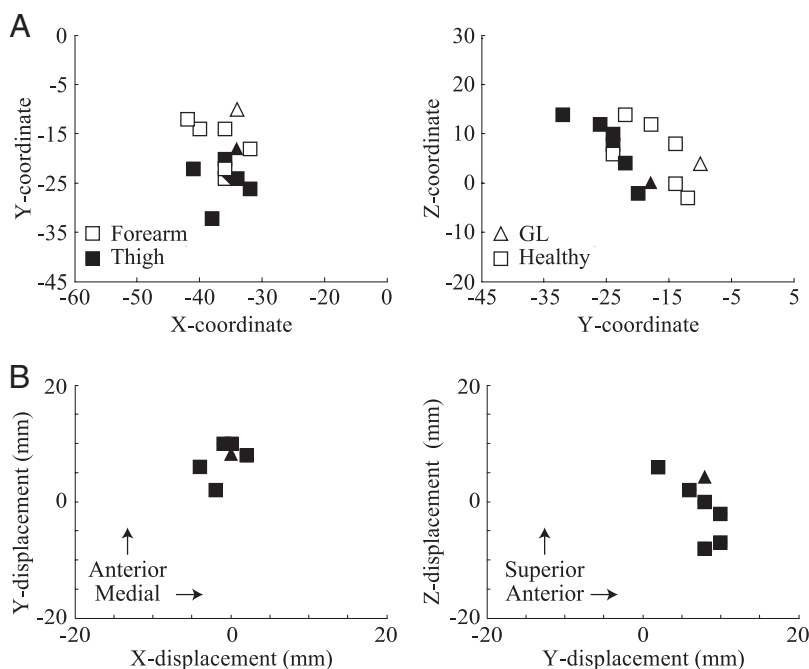 A
0
-5
-15
-25
-35
-45
Y-coordinate
Forearm
Thigh
-60
-50
-40
-30
-20
-10
0
X-coordinate
30
20
10
0
-10
-20
Z-coordinate
GL
Healthy
-45
-35
-25
-15
-5
5
Y-coordinate
B
20
0
-20
Y-displacement (mm)
Anterior
Medial
-20
0
20
X-displacement (mm)
20
0
-20
Z-displacement (mm)
Superior
Anterior
-20
0
20
Y-displacement (mm)